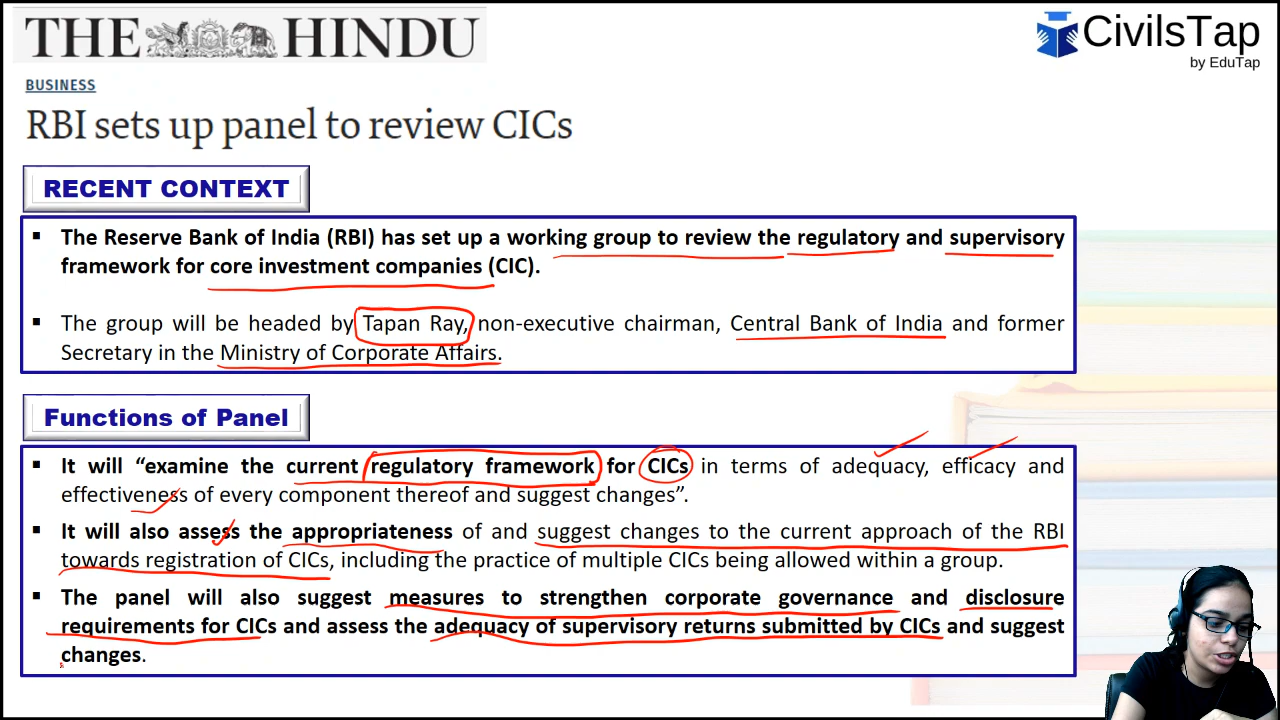 THE HINDU
CivilsTap
by EduTap
BUSINESS
RBI sets up panel to review CICs
RECENT CONTEXT
▪ The Reserve Bank of India (RBI) has set up a working group to review the regulatory and supervisory
framework for core investment companies (CIC).
▪ The group will be headed by Tapan Ray, non-executive chairman, Central Bank of India and former
Secretary in the Ministry of Corporate Affairs.
Functions of Panel
▪ It will “examine the current regulatory framework for CICs in terms of adequacy, efficacy and
effectiveness of every component thereof and suggest changes”.
▪ It will also assess the appropriateness of and suggest changes to the current approach of the RBI
towards registration of CICs, including the practice of multiple CICs being allowed within a group.
▪ The panel will also suggest measures to strengthen corporate governance and disclosure
requirements for CICs and assess the adequacy of supervisory returns submitted by CICs and suggest
changes.